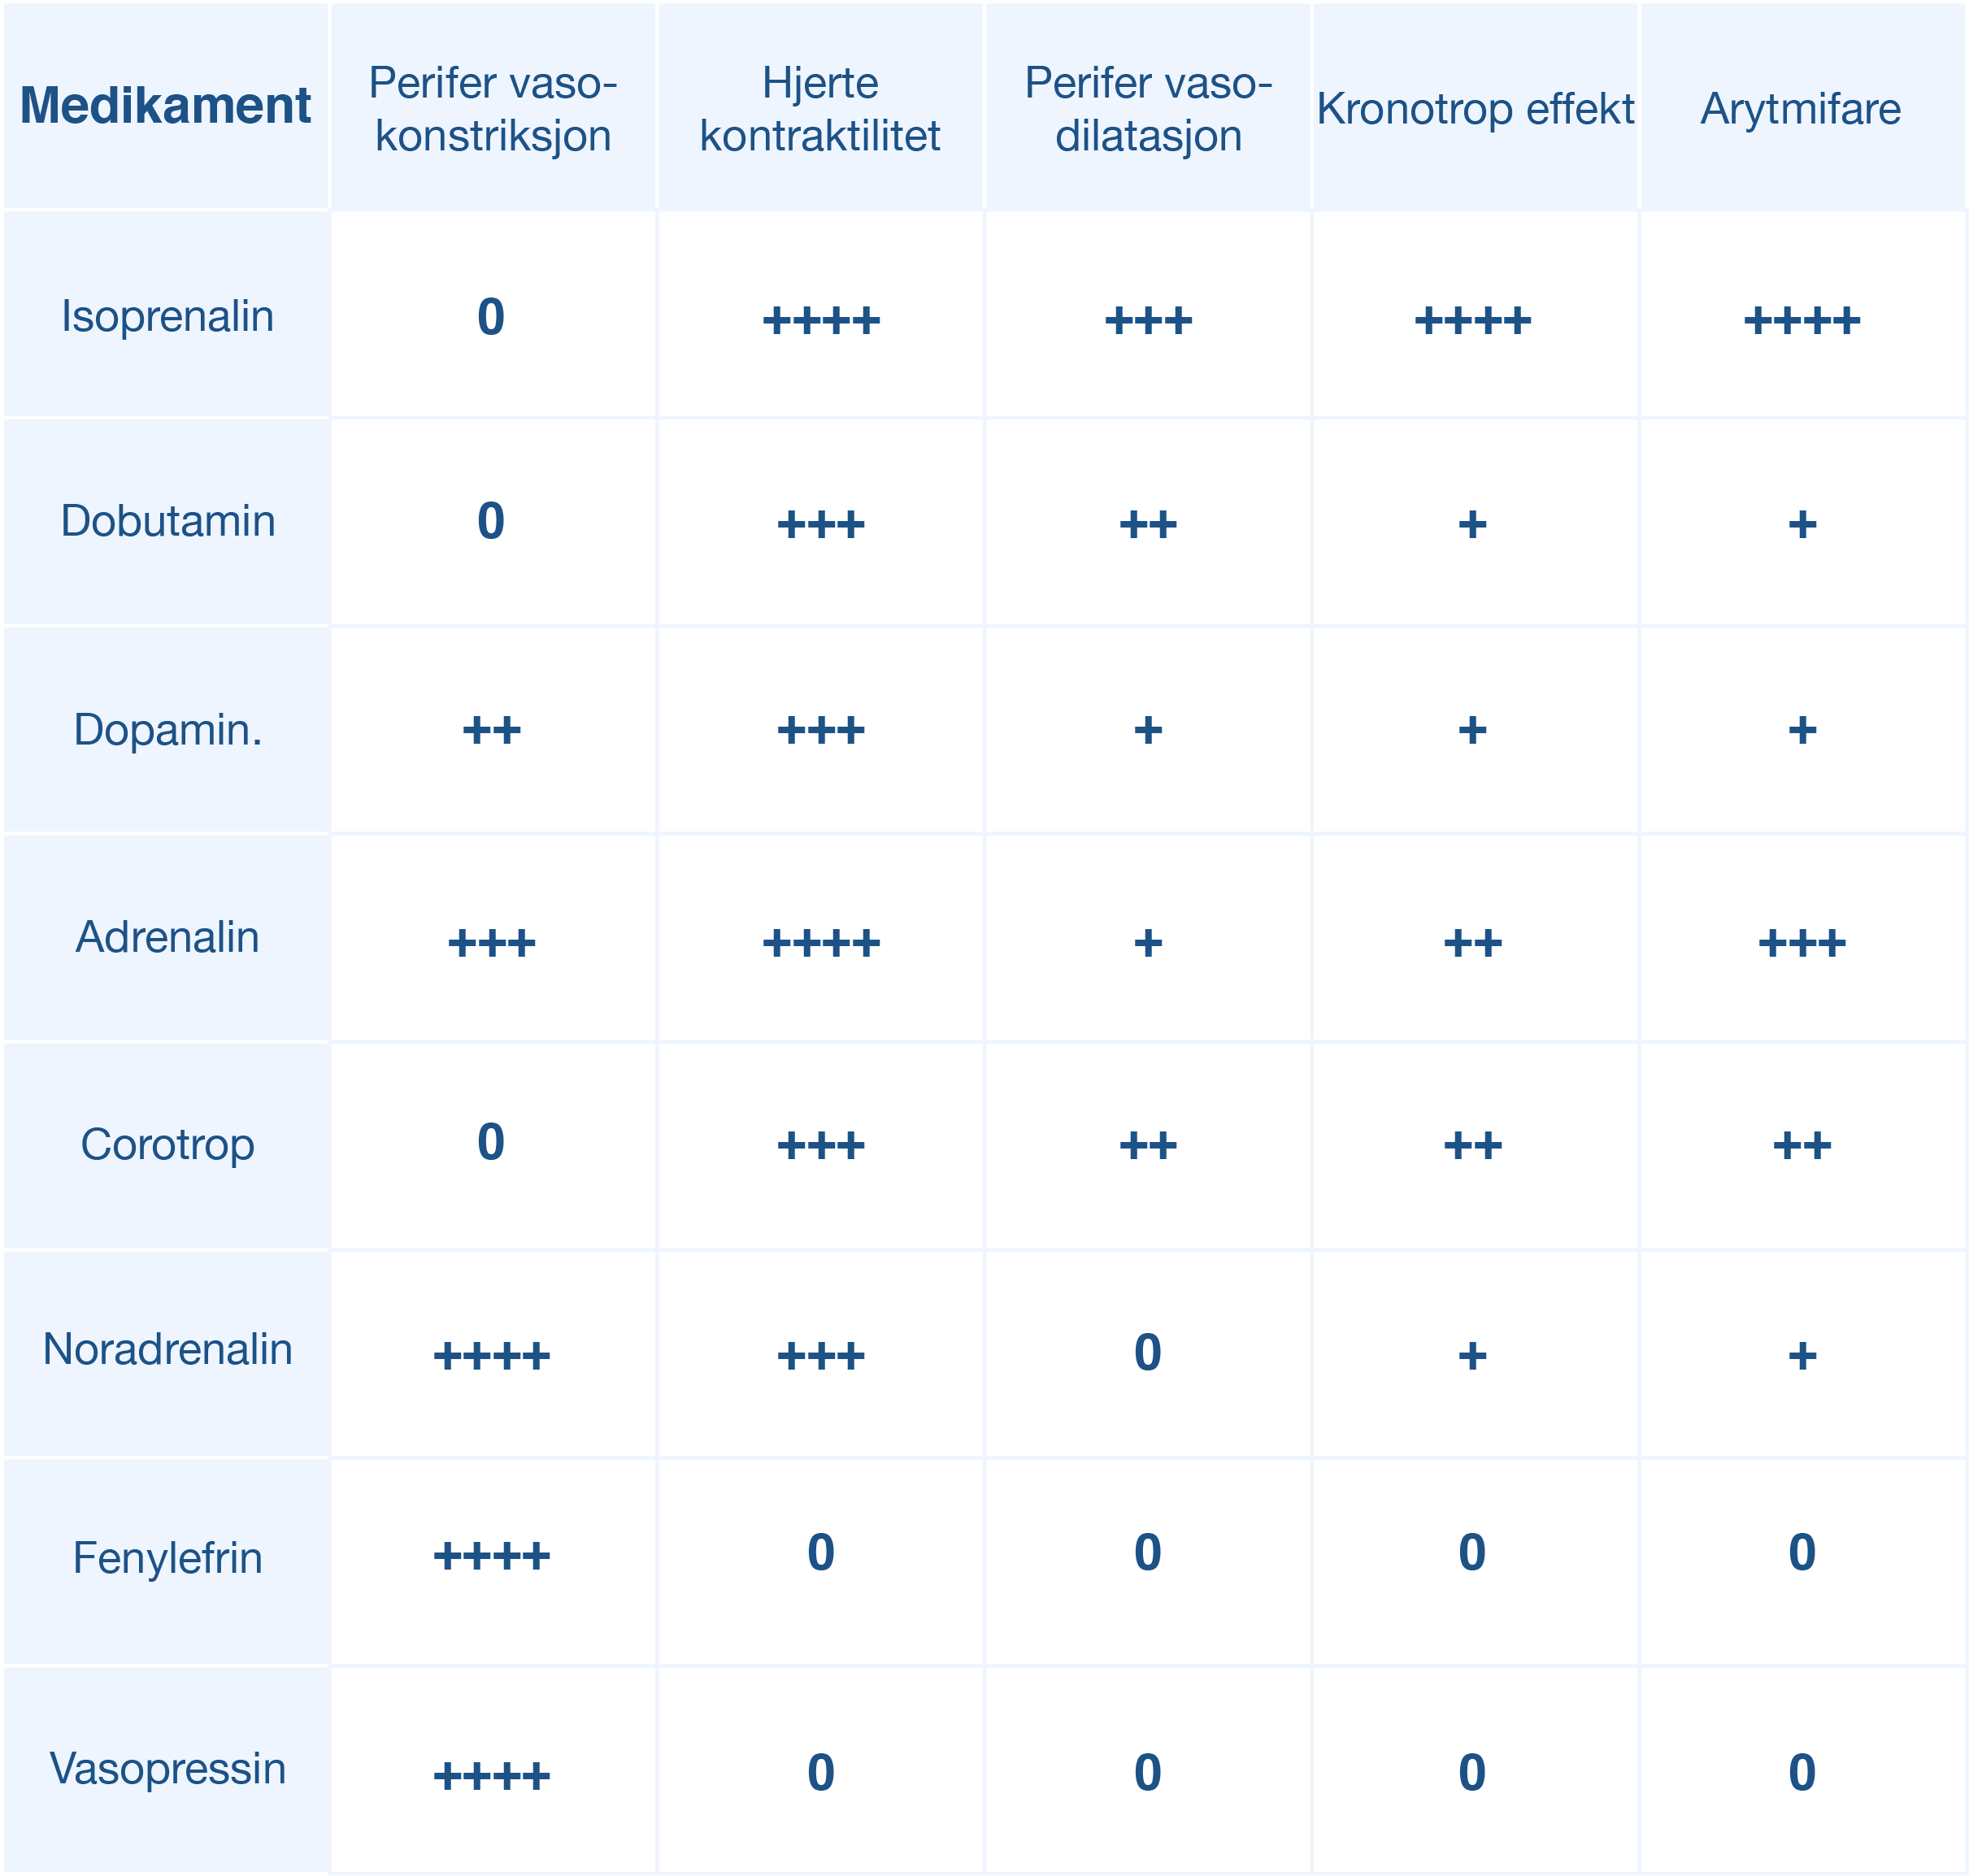 Medikament
Perifer vaso-
konstriksjon
Hjerte
kontraktilitet
Perifer vaso-
dilatasjon
Kronotrop effekt
Arytmifare
Isoprenalin 0 ++++ +++ ++++ ++++
Dobutamin 0 +++ ++ + +
Dopamin. ++ +++ + + +
Adrenalin +++ ++++ + ++ +++
Corotrop 0 +++ ++ ++ ++
Noradrenalin ++++ +++ 0 + +
Fenylefrin ++++ 0 0 0 0
Vasopressin ++++ 0 0 0 0